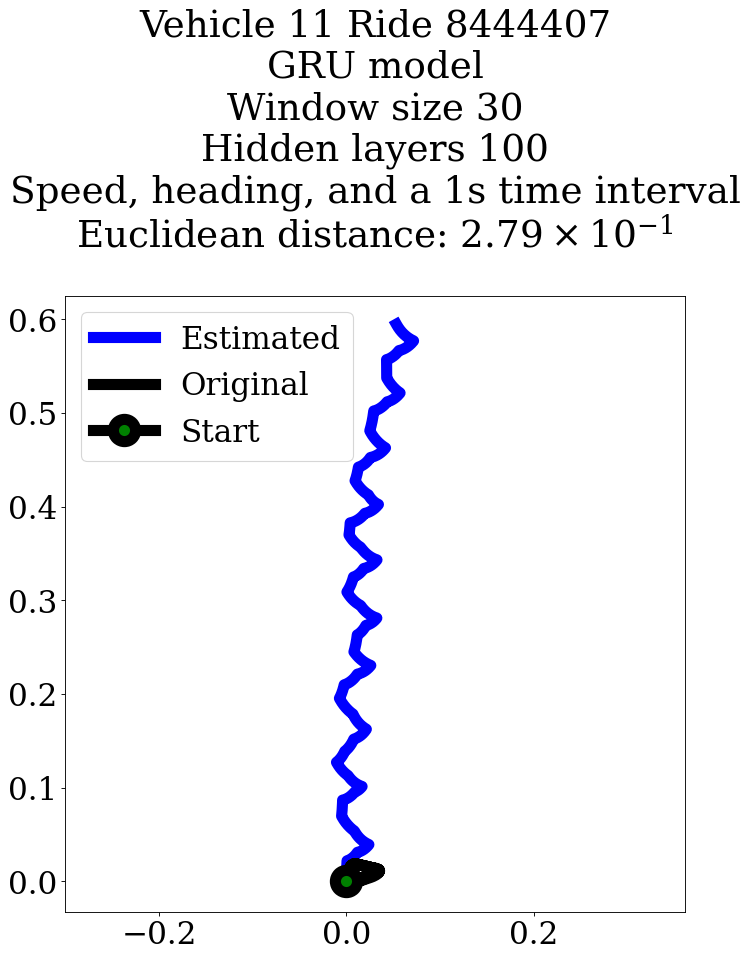 Vehicle 11 Ride 8444407
GRU model
Window size 30
Hidden layers 100
Speed, heading, and a 1s time interval
Euclidean distance: 2.79 × 10⁻¹
Estimated
Original
Start
0.6
0.5
0.4
0.3
0.2
0.1
0.0
−0.2 0.0 0.2